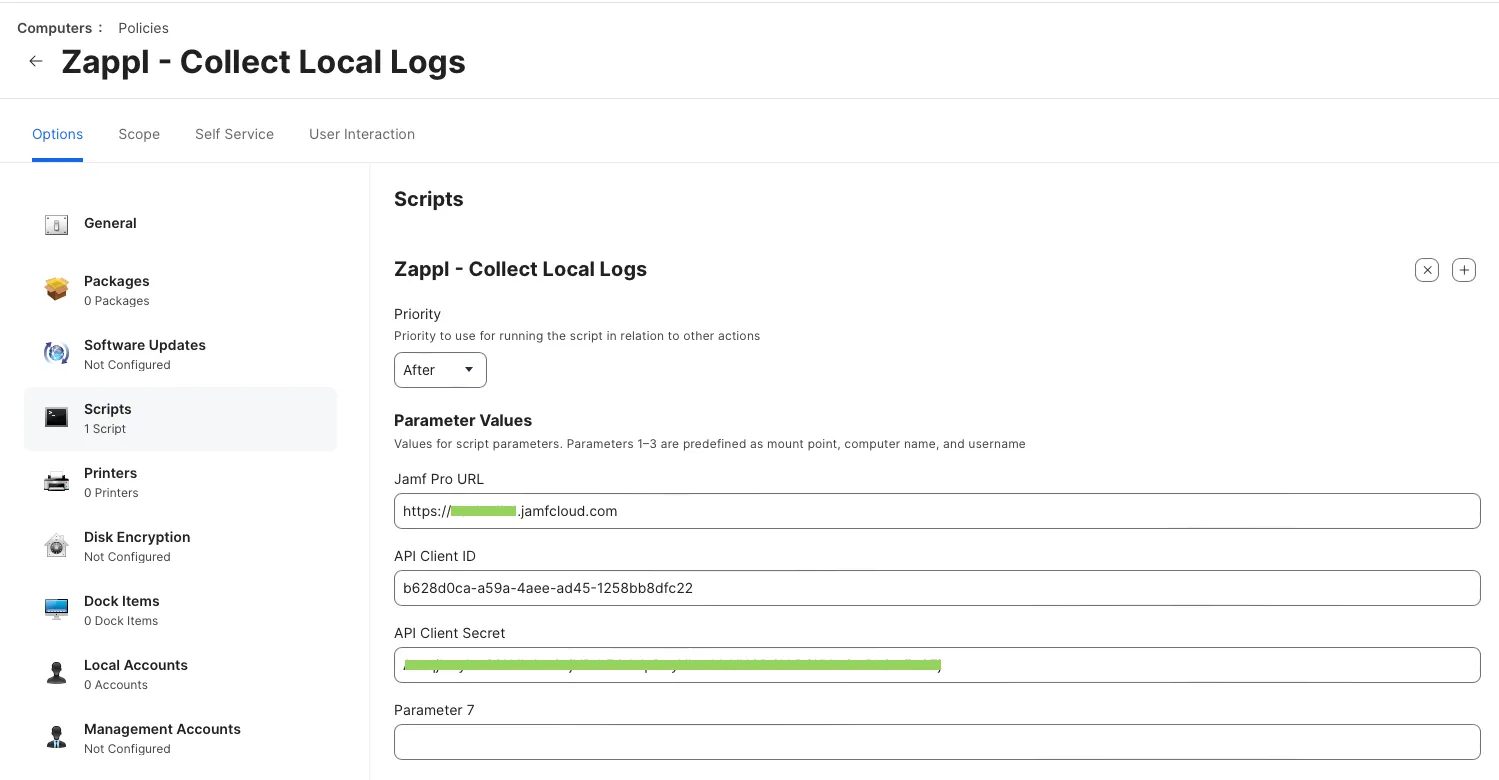 Computers : Policies
← Zappl - Collect Local Logs
Options Scope Self Service User Interaction
General
Packages
0 Packages
Software Updates
Not Configured
Scripts
1 Script
Printers
0 Printers
Disk Encryption
Not Configured
Dock Items
0 Dock Items
Local Accounts
0 Accounts
Management Accounts
Not Configured
Scripts
Zappl - Collect Local Logs
Priority
Priority to use for running the script in relation to other actions
After
Parameter Values
Values for script parameters. Parameters 1–3 are predefined as mount point, computer name, and username
Jamf Pro URL
https:// .jamfcloud.com
API Client ID
b628d0ca-a59a-4aee-ad45-1258bb8dfc22
API Client Secret
Parameter 7